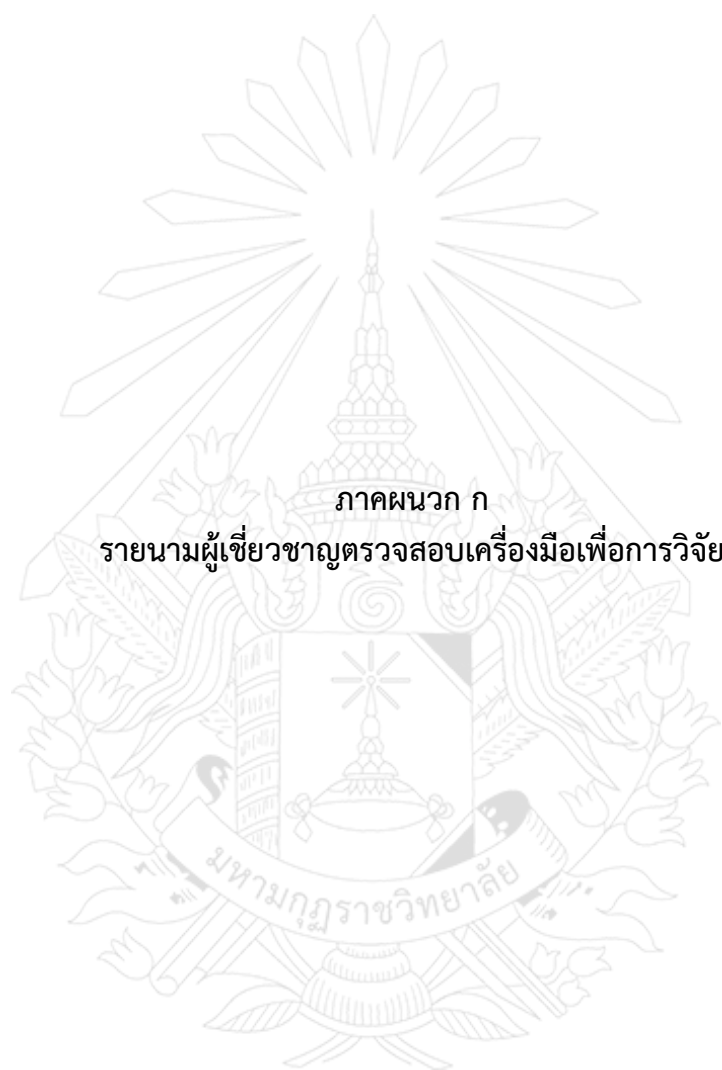 ภาคผนวก ก
รายนามผู้เชี่ยวชาญตรวจสอบเครื่องมือเพื่อการวิจัย
มหามกุฏราชวิทยาลัย